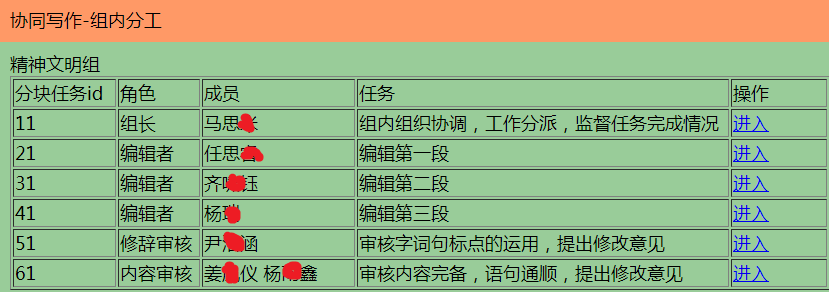 协同写作-组内分工
精神文明组
分块任务id 角色 成员 任务 操作
11 组长 马思 组内组织协调，工作分派，监督任务完成情况 进入
21 编辑者 任思 编辑第一段 进入
31 编辑者 齐 钰 编辑第二段 进入
41 编辑者 杨 编辑第三段 进入
51 修辞审核 尹 涵 审核字词句标点的运用，提出修改意见 进入
61 内容审核 姜 仪 杨 鑫 审核内容完备，语句通顺，提出修改意见 进入